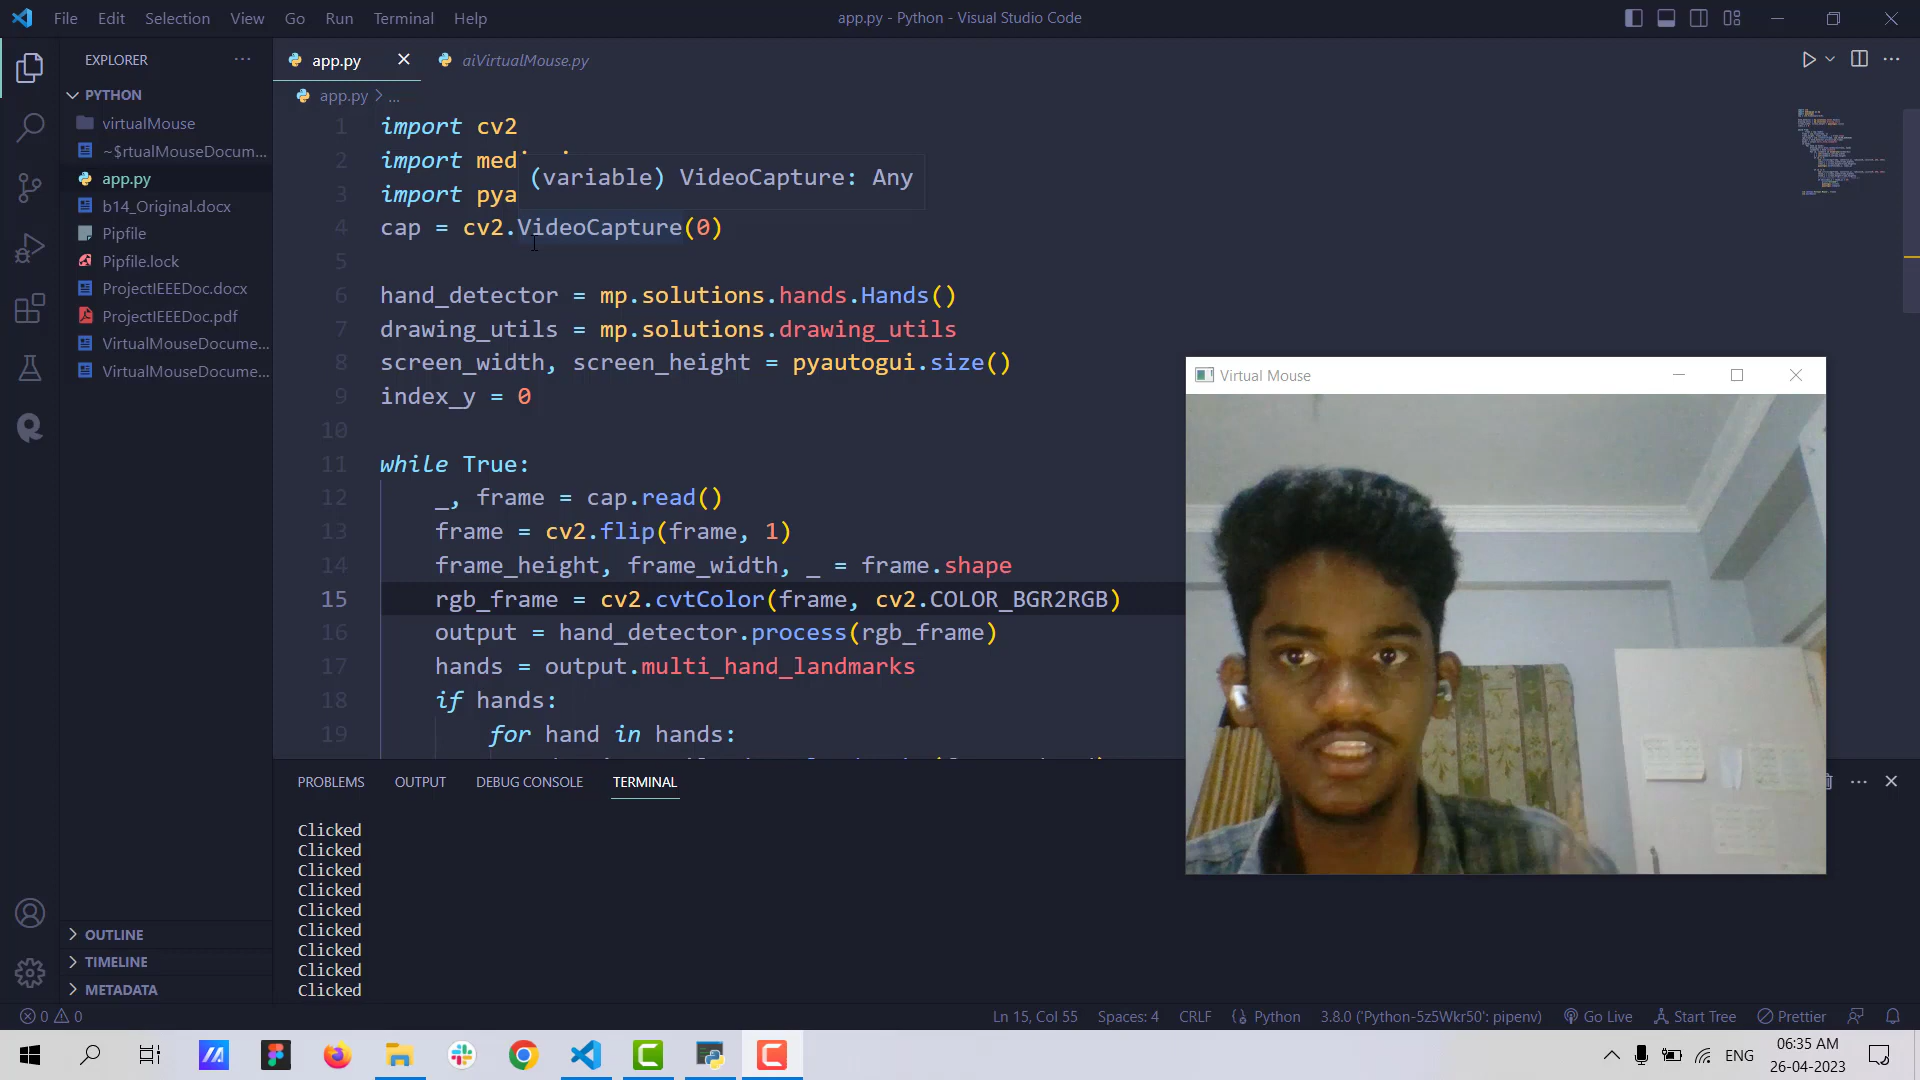 File Edit Selection View Go Run Terminal Help
app.py - Python - Visual Studio Code
EXPLORER
PYTHON
virtualMouse
~$rtualMouseDocum...
app.py
b14_Original.docx
Pipfile
Pipfile.lock
ProjectIEEEDoc.docx
ProjectIEEEDoc.pdf
VirtualMouseDocume...
VirtualMouseDocume...
OUTLINE
TIMELINE
METADATA
app.py
aiVirtualMouse.py
app.py > ...
1 import cv2
2 import med
3 import pya
(variable) VideoCapture: Any
4 cap = cv2.VideoCapture(0)
5
6 hand_detector = mp.solutions.hands.Hands()
7 drawing_utils = mp.solutions.drawing_utils
8 screen_width, screen_height = pyautogui.size()
9 index_y = 0
10
11 while True:
12 _, frame = cap.read()
13 frame = cv2.flip(frame, 1)
14 frame_height, frame_width, _ = frame.shape
15 rgb_frame = cv2.cvtColor(frame, cv2.COLOR_BGR2RGB)
16 output = hand_detector.process(rgb_frame)
17 hands = output.multi_hand_landmarks
18 if hands:
19 for hand in hands:
Virtual Mouse
PROBLEMS OUTPUT DEBUG CONSOLE TERMINAL
Clicked
Clicked
Clicked
Clicked
Clicked
Clicked
Clicked
Clicked
Clicked
0 0
Ln 15, Col 55 Spaces: 4 CRLF Python 3.8.0 ('Python-5z5Wkr50': pipenv) Go Live Start Tree Prettier
ENG
06:35 AM
26-04-2023